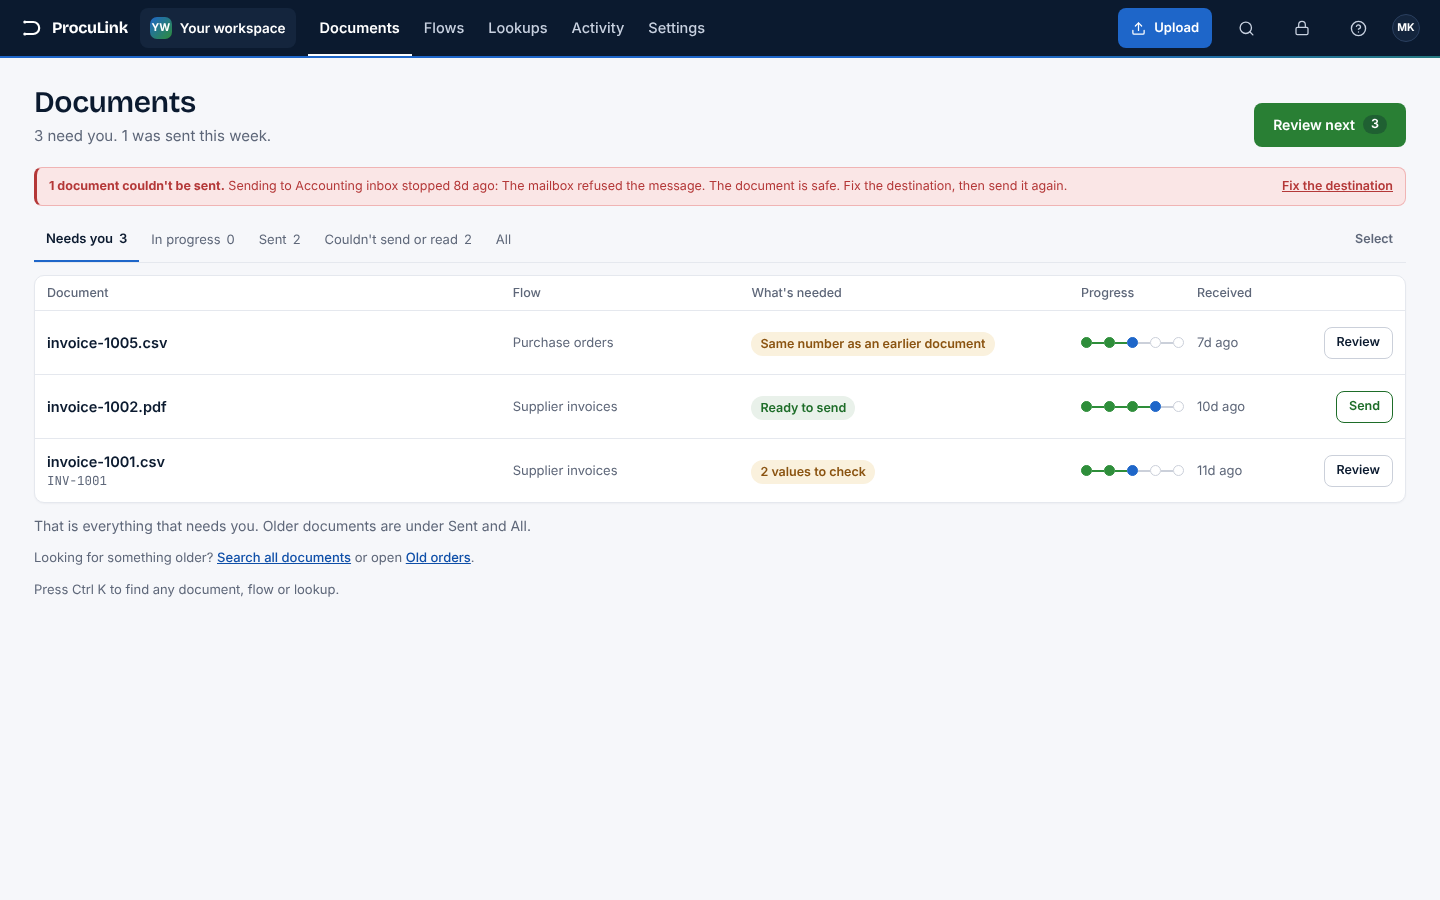 ProcuLink
YW Your workspace
Documents Flows Lookups Activity Settings
Upload
MK
Documents
3 need you. 1 was sent this week.
Review next 3
1 document couldn't be sent. Sending to Accounting inbox stopped 8d ago: The mailbox refused the message. The document is safe. Fix the destination, then send it again. Fix the destination
Needs you 3 In progress 0 Sent 2 Couldn't send or read 2 All Select
Document Flow What's needed Progress Received
invoice-1005.csv Purchase orders Same number as an earlier document 7d ago Review
invoice-1002.pdf Supplier invoices Ready to send 10d ago Send
invoice-1001.csv
INV-1001 Supplier invoices 2 values to check 11d ago Review
That is everything that needs you. Older documents are under Sent and All.
Looking for something older? Search all documents or open Old orders.
Press Ctrl K to find any document, flow or lookup.